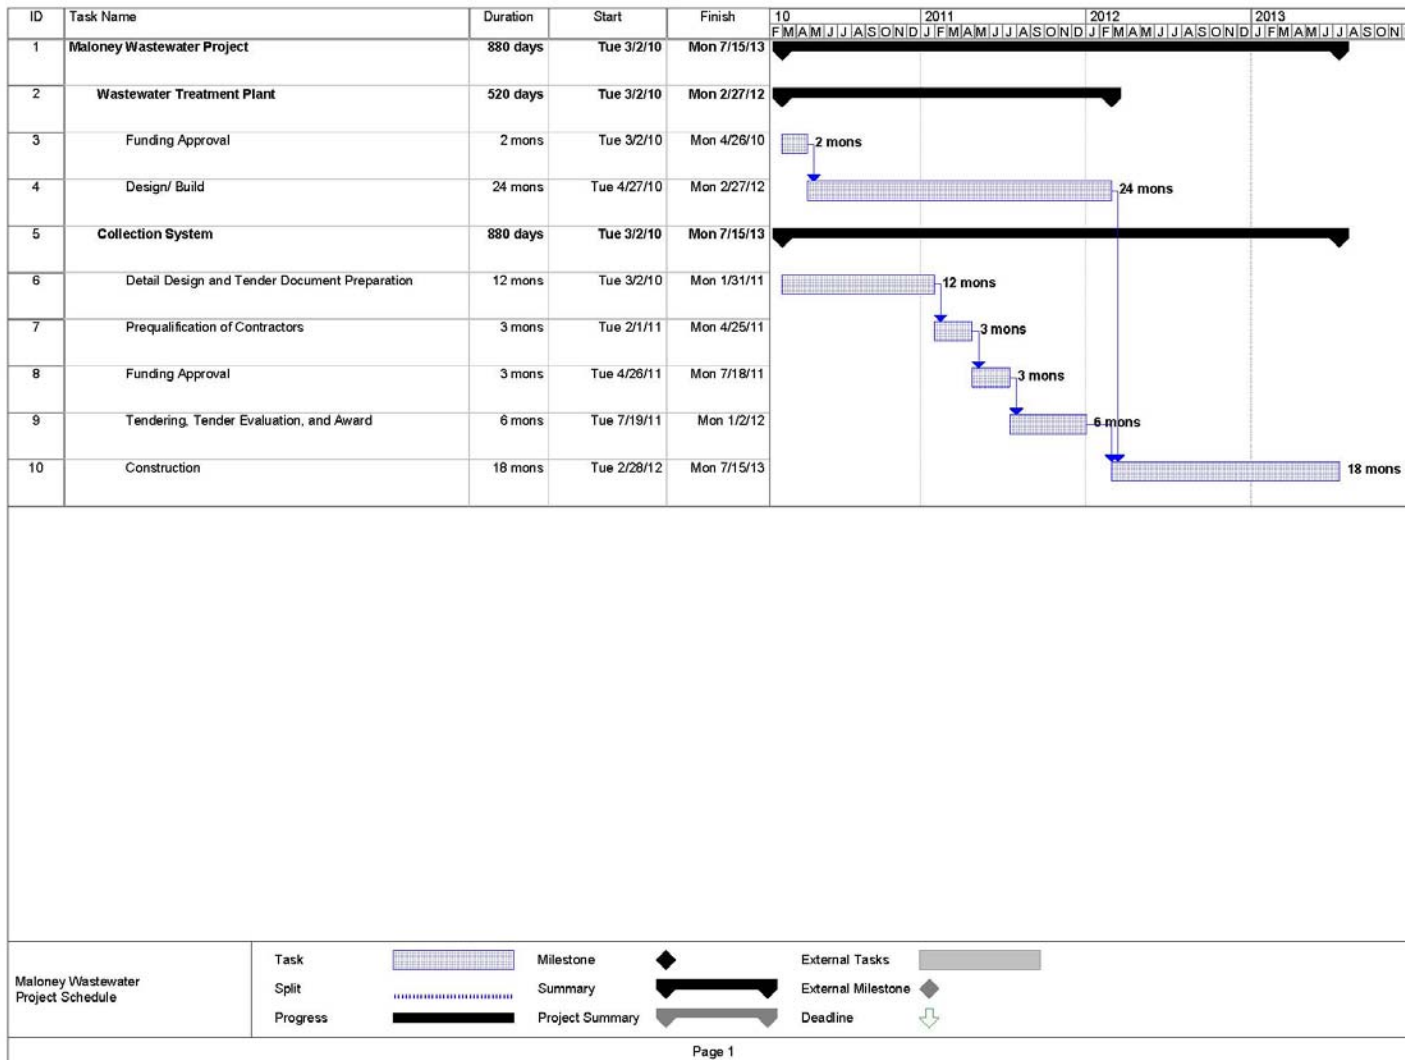 ID Task Name Duration Start Finish 10 2011 2012 2013
F M A M J J A S O N D J F M A M J J A S O N D J F M A M J J A S O N D J F M A M J J A S O N
1 Maloney Wastewater Project 880 days Tue 3/2/10 Mon 7/15/13
2 Wastewater Treatment Plant 520 days Tue 3/2/10 Mon 2/27/12
3 Funding Approval 2 mons Tue 3/2/10 Mon 4/26/10 2 mons
4 Design/ Build 24 mons Tue 4/27/10 Mon 2/27/12 24 mons
5 Collection System 880 days Tue 3/2/10 Mon 7/15/13
6 Detail Design and Tender Document Preparation 12 mons Tue 3/2/10 Mon 1/31/11 12 mons
7 Prequalification of Contractors 3 mons Tue 2/1/11 Mon 4/25/11 3 mons
8 Funding Approval 3 mons Tue 4/26/11 Mon 7/18/11 3 mons
9 Tendering, Tender Evaluation, and Award 6 mons Tue 7/19/11 Mon 1/2/12 6 mons
10 Construction 18 mons Tue 2/28/12 Mon 7/15/13 18 mons
Maloney Wastewater
Project Schedule
Task Milestone External Tasks
Split Summary External Milestone
Progress Project Summary Deadline
Page 1